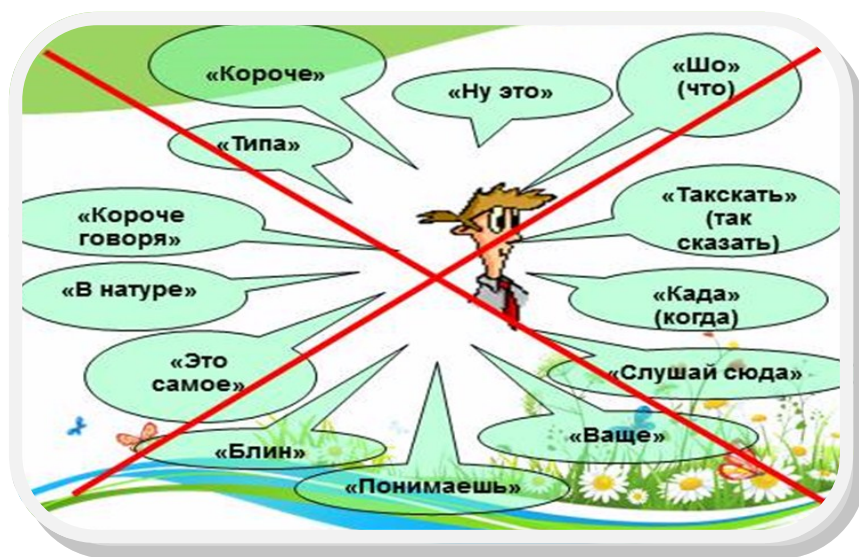 «Короче»
«Ну это»
«Шо»
(что)
«Типа»
«Такскать»
(так
сказать)
«Короче
говоря»
«В натуре»
«Када»
(когда)
«Это
самое»
«Слушай сюда»
«Блин»
«Ваще»
«Понимаешь»